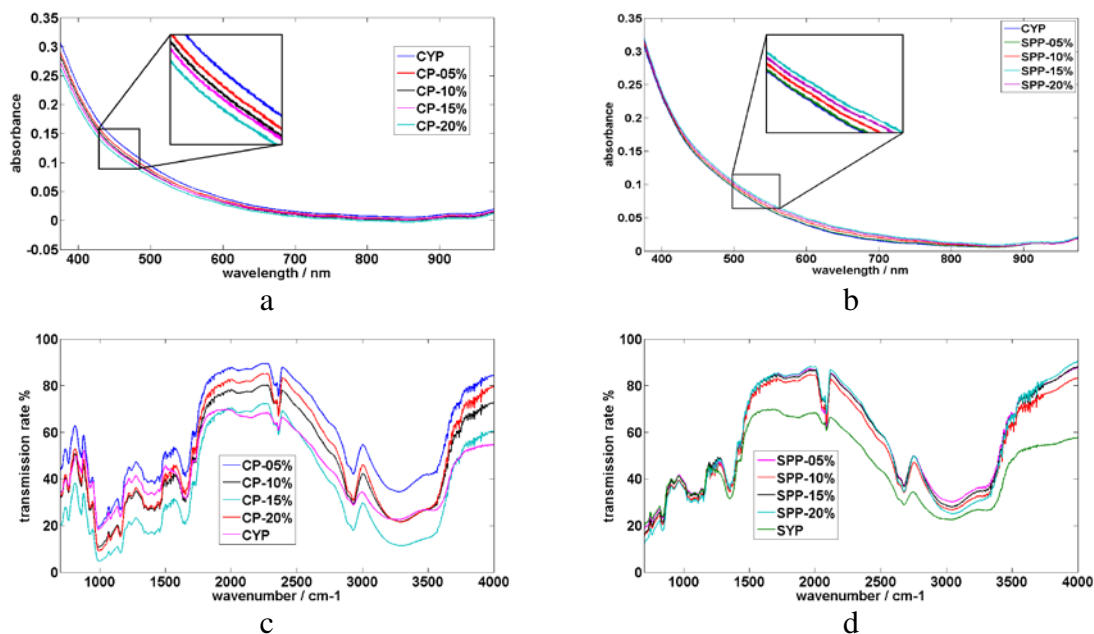 0.35
0.3
0.25
0.2
0.15
0.1
0.05
0
-0.05
absorbance
400
500
600
700
800
900
wavelength / nm
CYP
CP-05%
CP-10%
CP-15%
CP-20%
a
0.35
0.3
0.25
0.2
0.15
0.1
0.05
0
absorbance
400
500
600
700
800
900
wavelength / nm
CYP
SPP-05%
SPP-10%
SPP-15%
SPP-20%
b
100
80
60
40
20
0
transmission rate %
1000
1500
2000
2500
3000
3500
4000
wavenumber / cm-1
CP-05%
CP-10%
CP-15%
CP-20%
CYP
c
100
80
60
40
20
0
transmission rate %
1000
1500
2000
2500
3000
3500
4000
wavenumber / cm-1
SPP-05%
SPP-10%
SPP-15%
SPP-20%
SYP
d